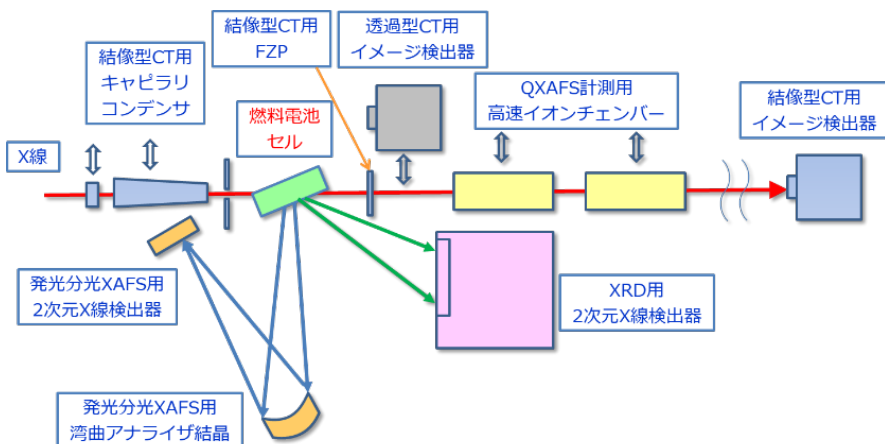 結像型CT用
キャピラリ
コンデンサ
結像型CT用
FZP
透過型CT用
イメージ検出器
QXAFS計測用
高速イオンチェンバー
結像型CT用
イメージ検出器
X線
燃料電池
セル
発光分光XAFS用
2次元X線検出器
XRD用
2次元X線検出器
発光分光XAFS用
湾曲アナライザ結晶